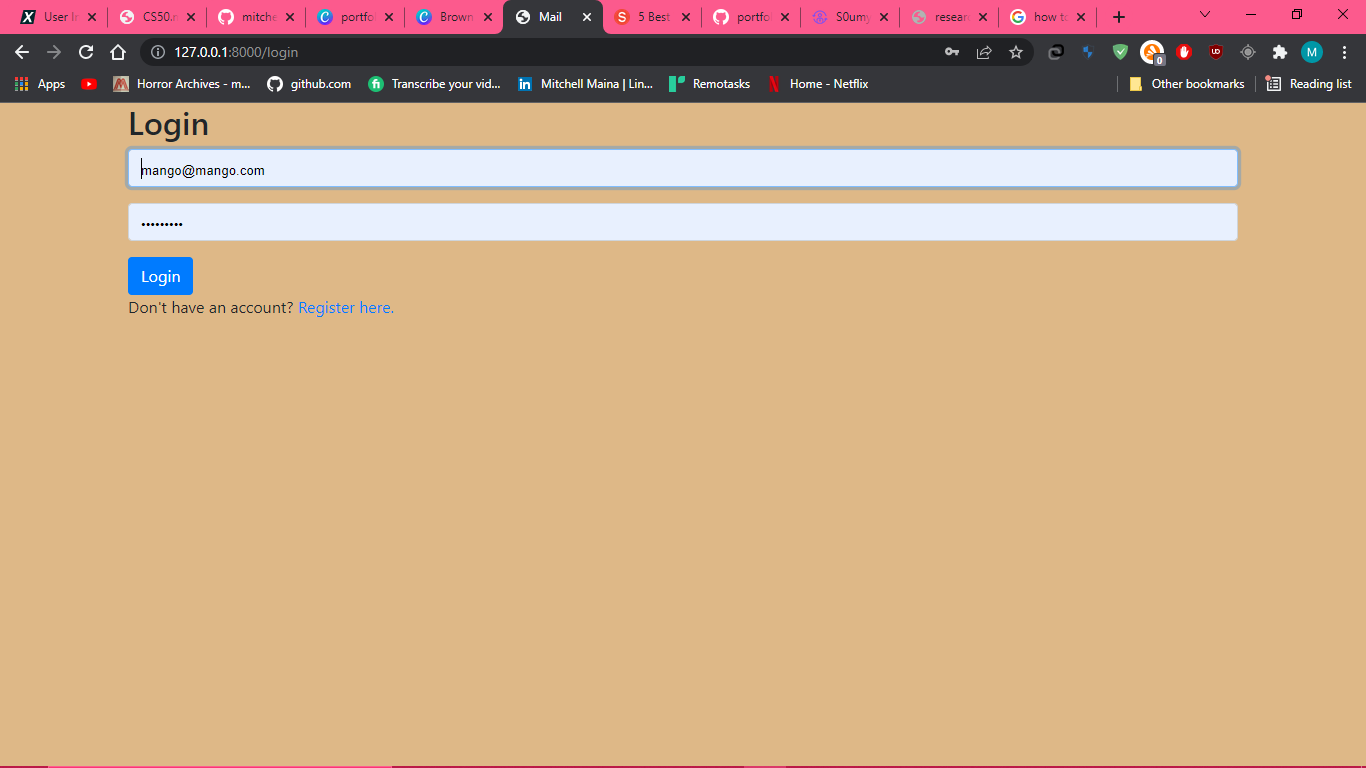 User In CS50.n mitche portfo Brown Mail 5 Best portfo S0umy resear how to
127.0.0.1:8000/login
0 UD M
Apps Horror Archives - m... github.com Transcribe your vid... Mitchell Maina | Lin... Remotasks Home - Netflix Other bookmarks Reading list
Login
mango@mango.com
•••••••••
Login
Don't have an account? Register here.